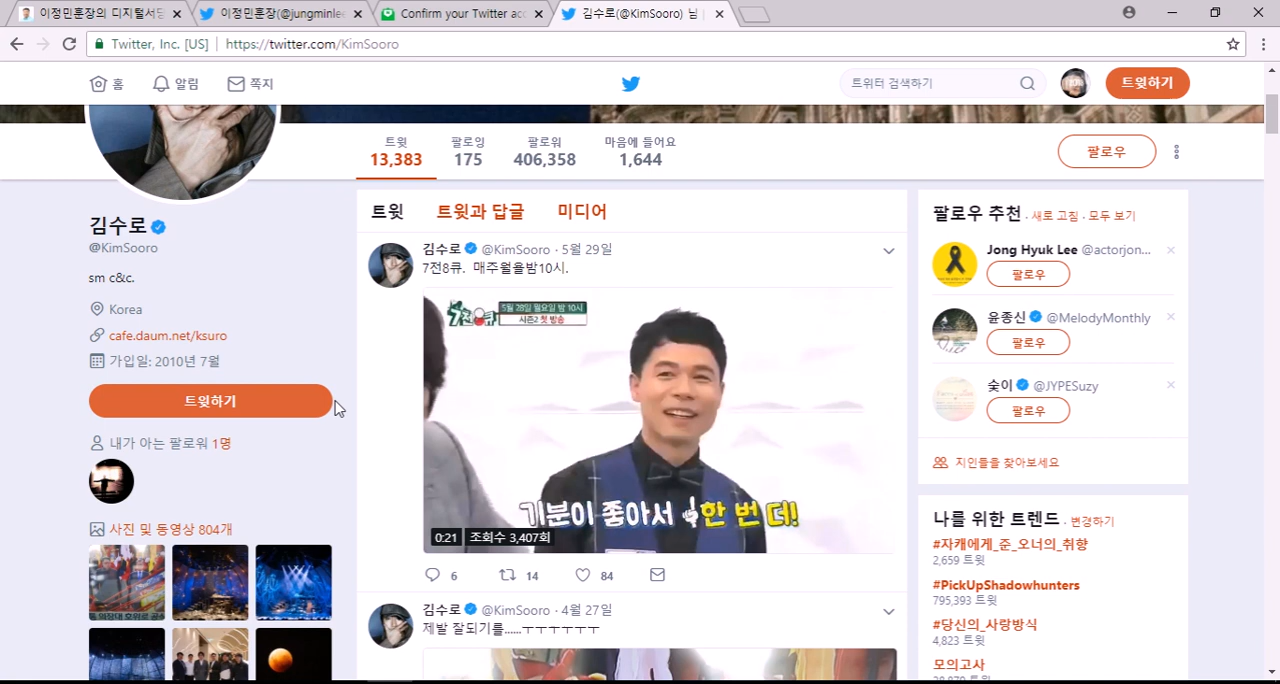 이정민훈장의 디지털서당
이정민훈장(@jungminlee
Confirm your Twitter acc
김수로(@KimSooro) 님 |
Twitter, Inc. [US]
https://twitter.com/KimSooro
홈
알림
쪽지
트위터 검색하기
트윗하기
트윗
13,383
팔로잉
175
팔로워
406,358
마음에 들어요
1,644
팔로우
김수로
@KimSooro
sm c&c.
Korea
cafe.daum.net/ksuro
가입일: 2010년 7월
트윗하기
내가 아는 팔로워 1명
사진 및 동영상 804개
트윗 트윗과 답글 미디어
김수로 @KimSooro · 5월 29일
7전8큐. 매주월을밤10시.
5월 28일 월요일 밤 10시
시즌2 첫 방송
기분이 좋아서 한 번 더!
0:21 조회수 3,407회
6 14 84
김수로 @KimSooro · 4월 27일
제발 잘되기를......ㅜㅜㅜㅜㅜㅜ
팔로우 추천 · 새로 고침 · 모두 보기
Jong Hyuk Lee @actorjon...
팔로우
윤종신 @MelodyMonthly
팔로우
숯이 @JYPESuzy
팔로우
지인들을 찾아보세요
나를 위한 트렌드 · 변경하기
#자캐에게_준_오너의_취향
2,659 트윗
#PickUpShadowhunters
795,393 트윗
#당신의_사랑방식
4,823 트윗
모의고사